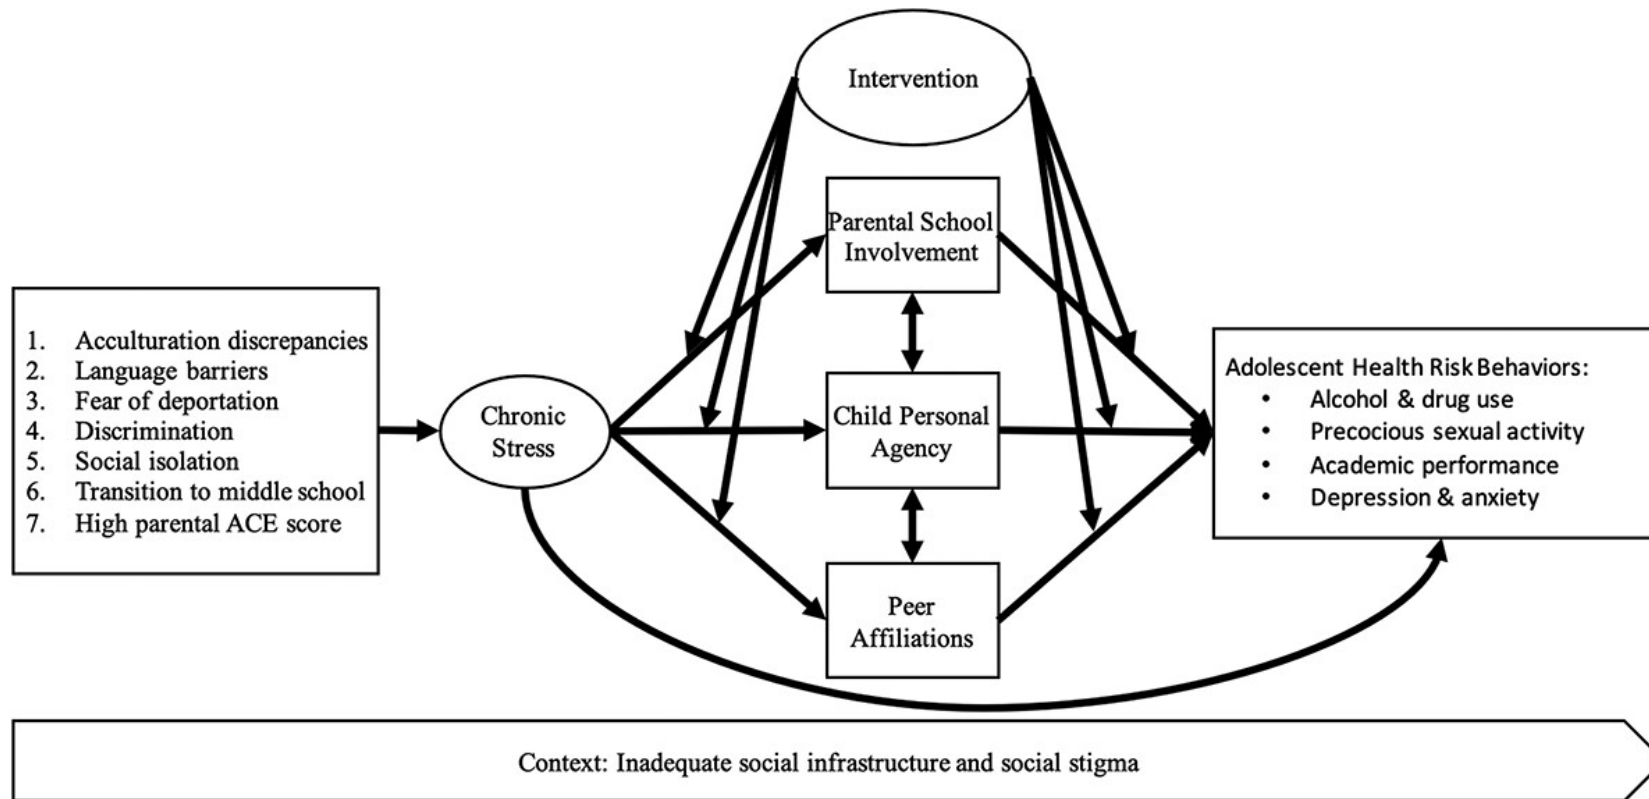 Intervention
Parental School
Involvement
1. Acculturation discrepancies
2. Language barriers
3. Fear of deportation
4. Discrimination
5. Social isolation
6. Transition to middle school
7. High parental ACE score
Chronic
Stress
Child Personal
Agency
Adolescent Health Risk Behaviors:
• Alcohol & drug use
• Precocious sexual activity
• Academic performance
• Depression & anxiety
Peer
Affiliations
Context: Inadequate social infrastructure and social stigma